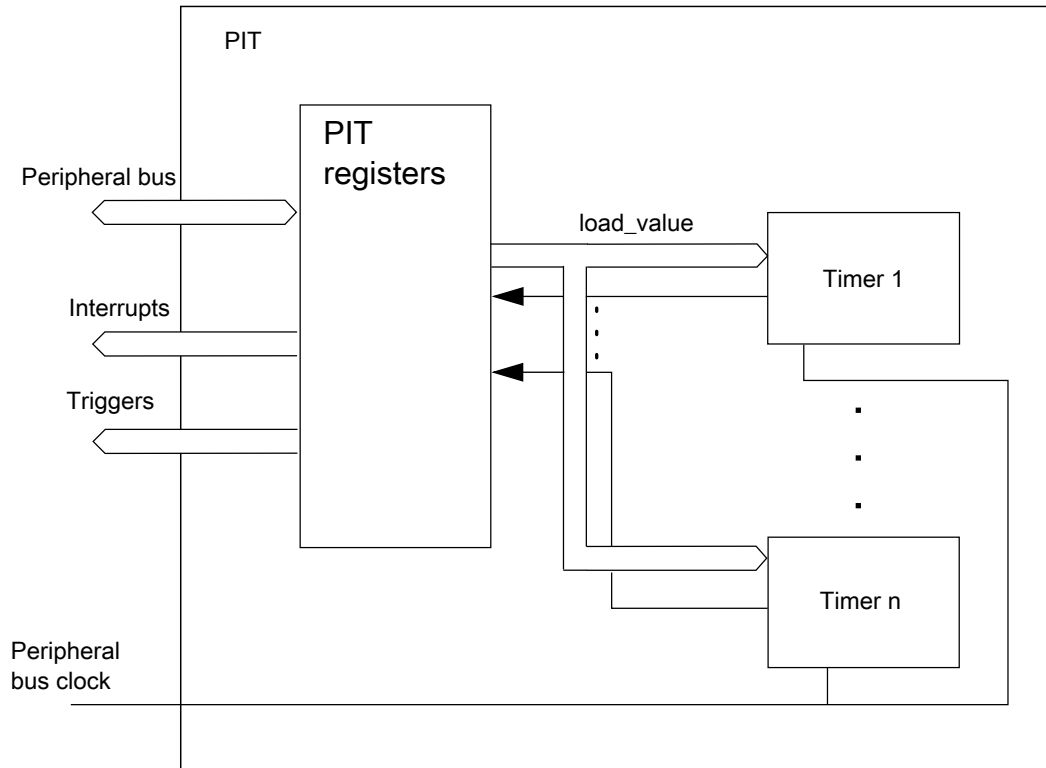 PIT
PIT
registers
Peripheral bus
load_value
Timer 1
Interrupts
Triggers
Timer n
Peripheral
bus clock